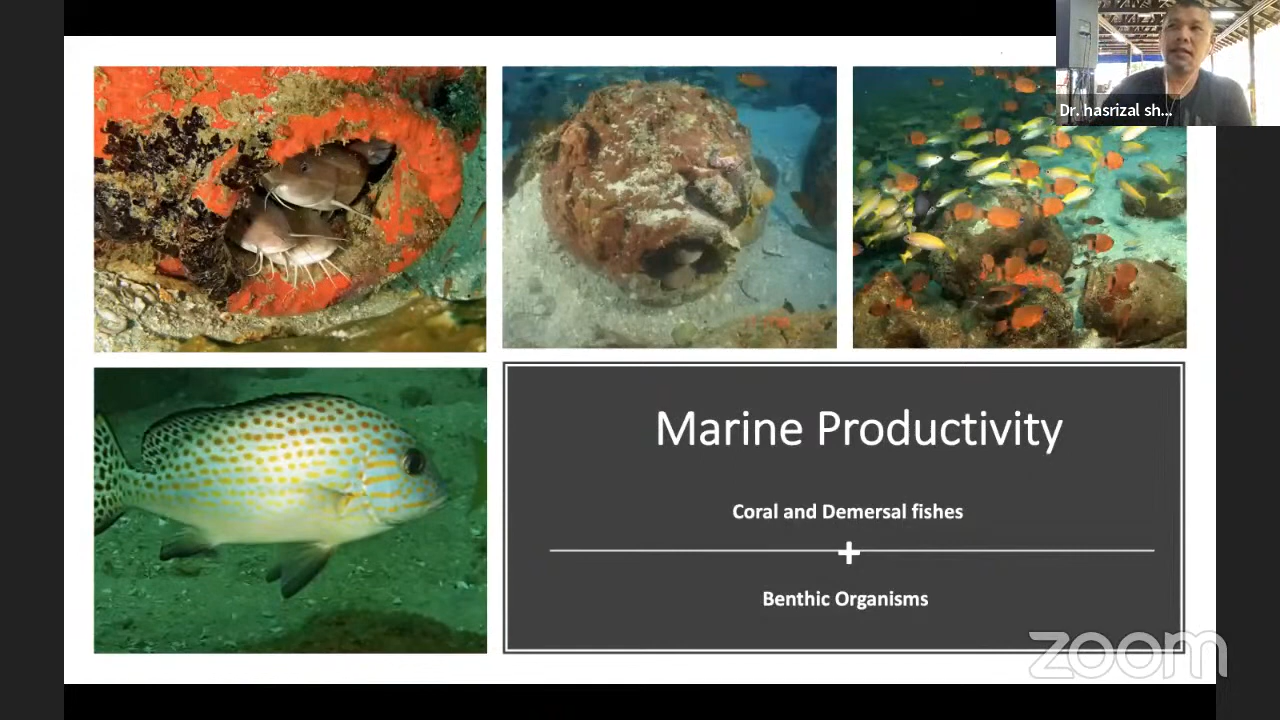 Dr. hasrizal sh...
Marine Productivity
Coral and Demersal fishes
+
Benthic Organisms
zoom